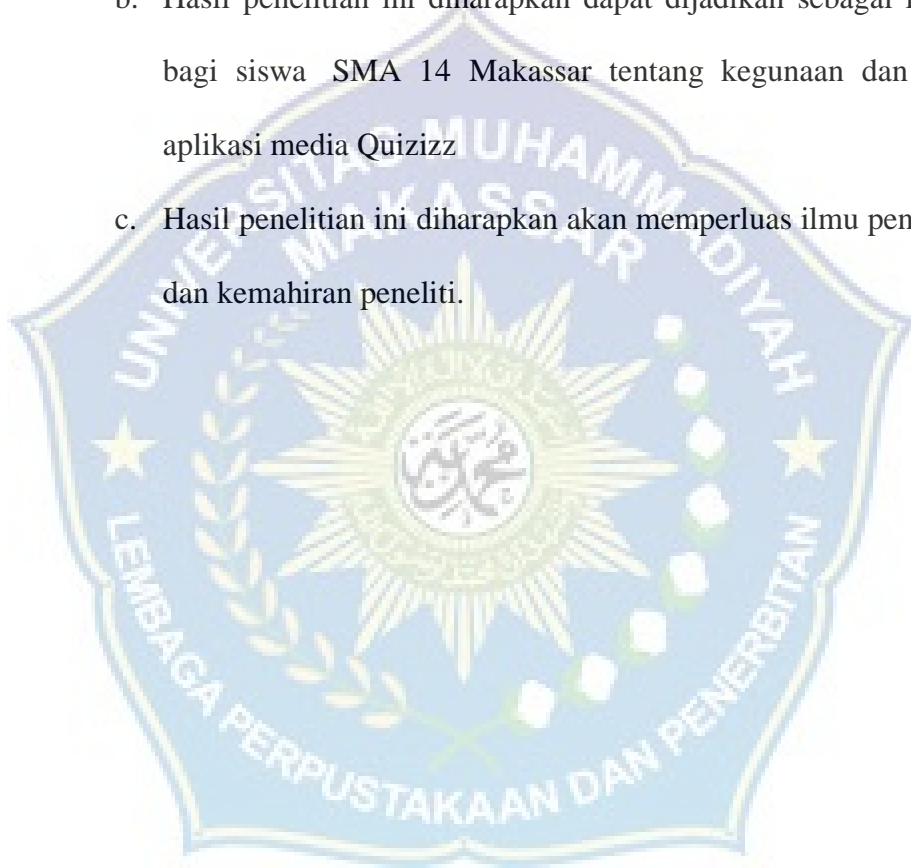 b. Hasil penelitian ini diharapkan dapat dijadikan sebagai
bagi siswa SMA 14 Makassar tentang kegunaan dan
aplikasi media Quizizz
c. Hasil penelitian ini diharapkan akan memperluas ilmu
dan kemahiran peneliti.
UNIVERSITAS MUHAMMADIYAH
MAKASSAR
LEMBAGA PERPUSTAKAAN DAN PENERBITAN